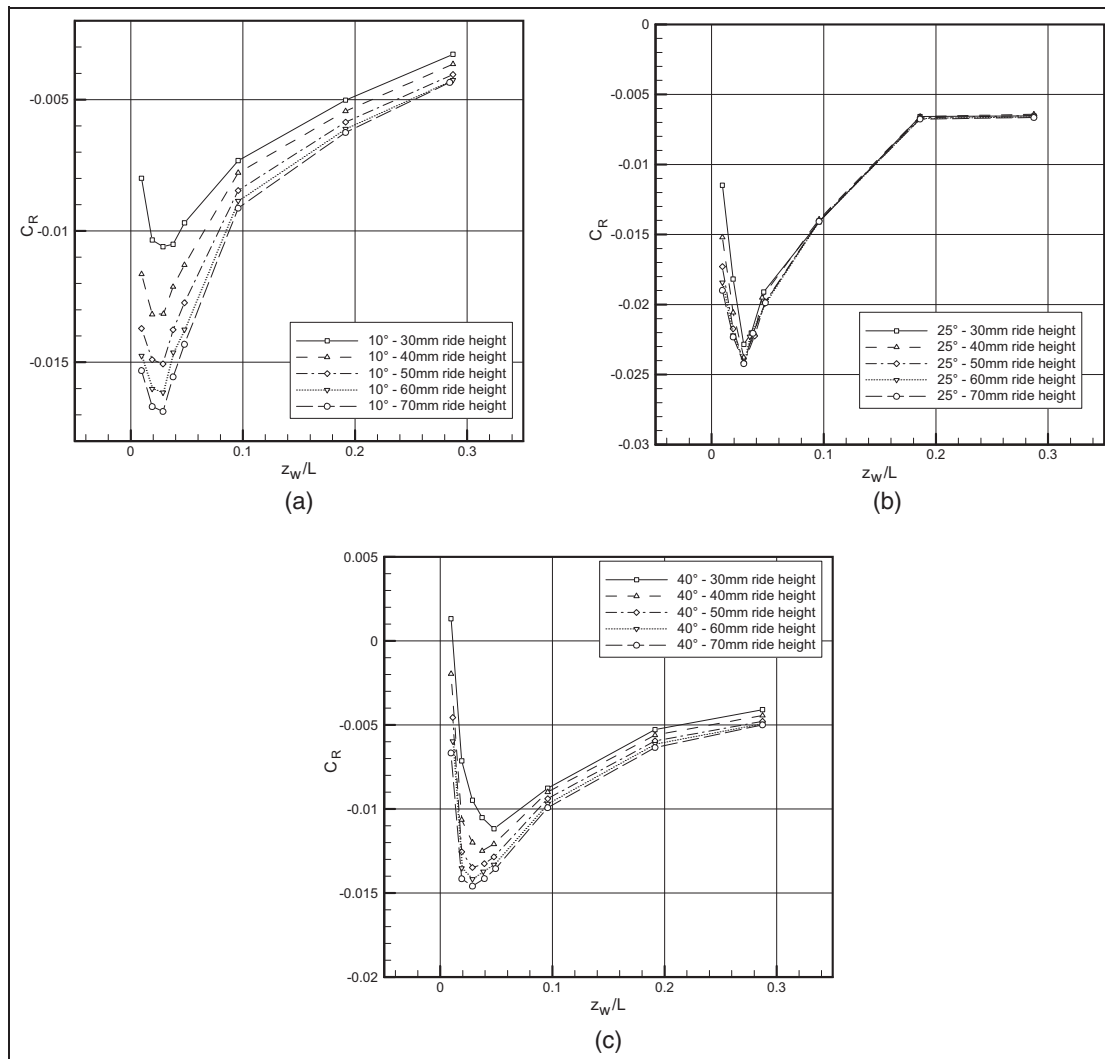 -0.005
-0.01
-0.015
C_R
0
0.1
0.2
0.3
z_w/L
10° - 30mm ride height
10° - 40mm ride height
10° - 50mm ride height
10° - 60mm ride height
10° - 70mm ride height
(a)
0
-0.005
-0.01
-0.015
-0.02
-0.025
-0.03
C_R
0
0.1
0.2
0.3
z_w/L
25° - 30mm ride height
25° - 40mm ride height
25° - 50mm ride height
25° - 60mm ride height
25° - 70mm ride height
(b)
0.005
0
-0.005
-0.01
-0.015
-0.02
C_R
0
0.1
0.2
0.3
z_w/L
40° - 30mm ride height
40° - 40mm ride height
40° - 50mm ride height
40° - 60mm ride height
40° - 70mm ride height
(c)